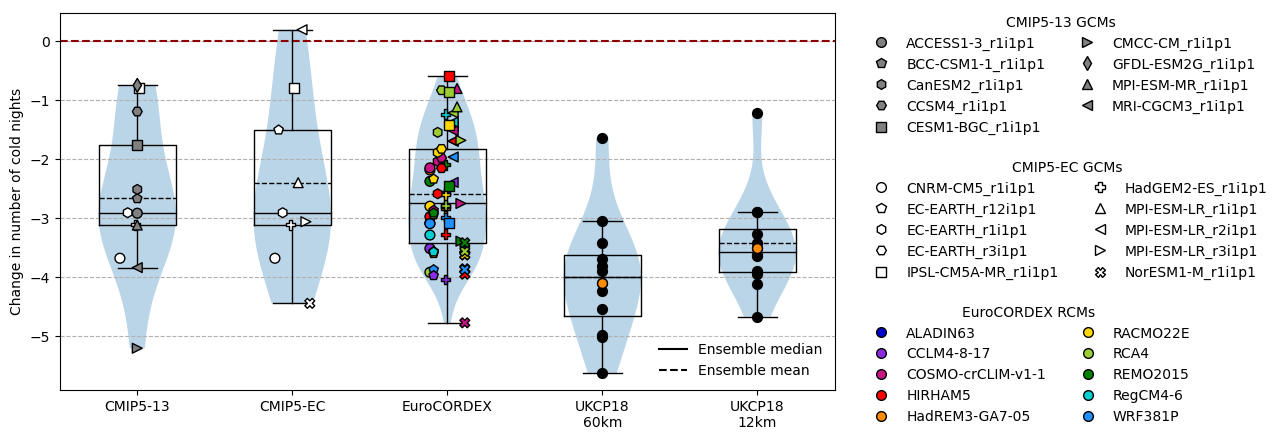 Change in number of cold nights
0
−1
−2
−3
−4
−5
CMIP5-13
CMIP5-EC
EuroCORDEX
UKCP18
60km
UKCP18
12km
Ensemble median
Ensemble mean
CMIP5-13 GCMs
ACCESS1-3_r1i1p1
BCC-CSM1-1_r1i1p1
CanESM2_r1i1p1
CCSM4_r1i1p1
CESM1-BGC_r1i1p1
CMCC-CM_r1i1p1
GFDL-ESM2G_r1i1p1
MPI-ESM-MR_r1i1p1
MRI-CGCM3_r1i1p1
CMIP5-EC GCMs
CNRM-CM5_r1i1p1
EC-EARTH_r12i1p1
EC-EARTH_r1i1p1
EC-EARTH_r3i1p1
IPSL-CM5A-MR_r1i1p1
HadGEM2-ES_r1i1p1
MPI-ESM-LR_r1i1p1
MPI-ESM-LR_r2i1p1
MPI-ESM-LR_r3i1p1
NorESM1-M_r1i1p1
EuroCORDEX RCMs
ALADIN63
CCLM4-8-17
COSMO-crCLIM-v1-1
HIRHAM5
HadREM3-GA7-05
RACMO22E
RCA4
REMO2015
RegCM4-6
WRF381P